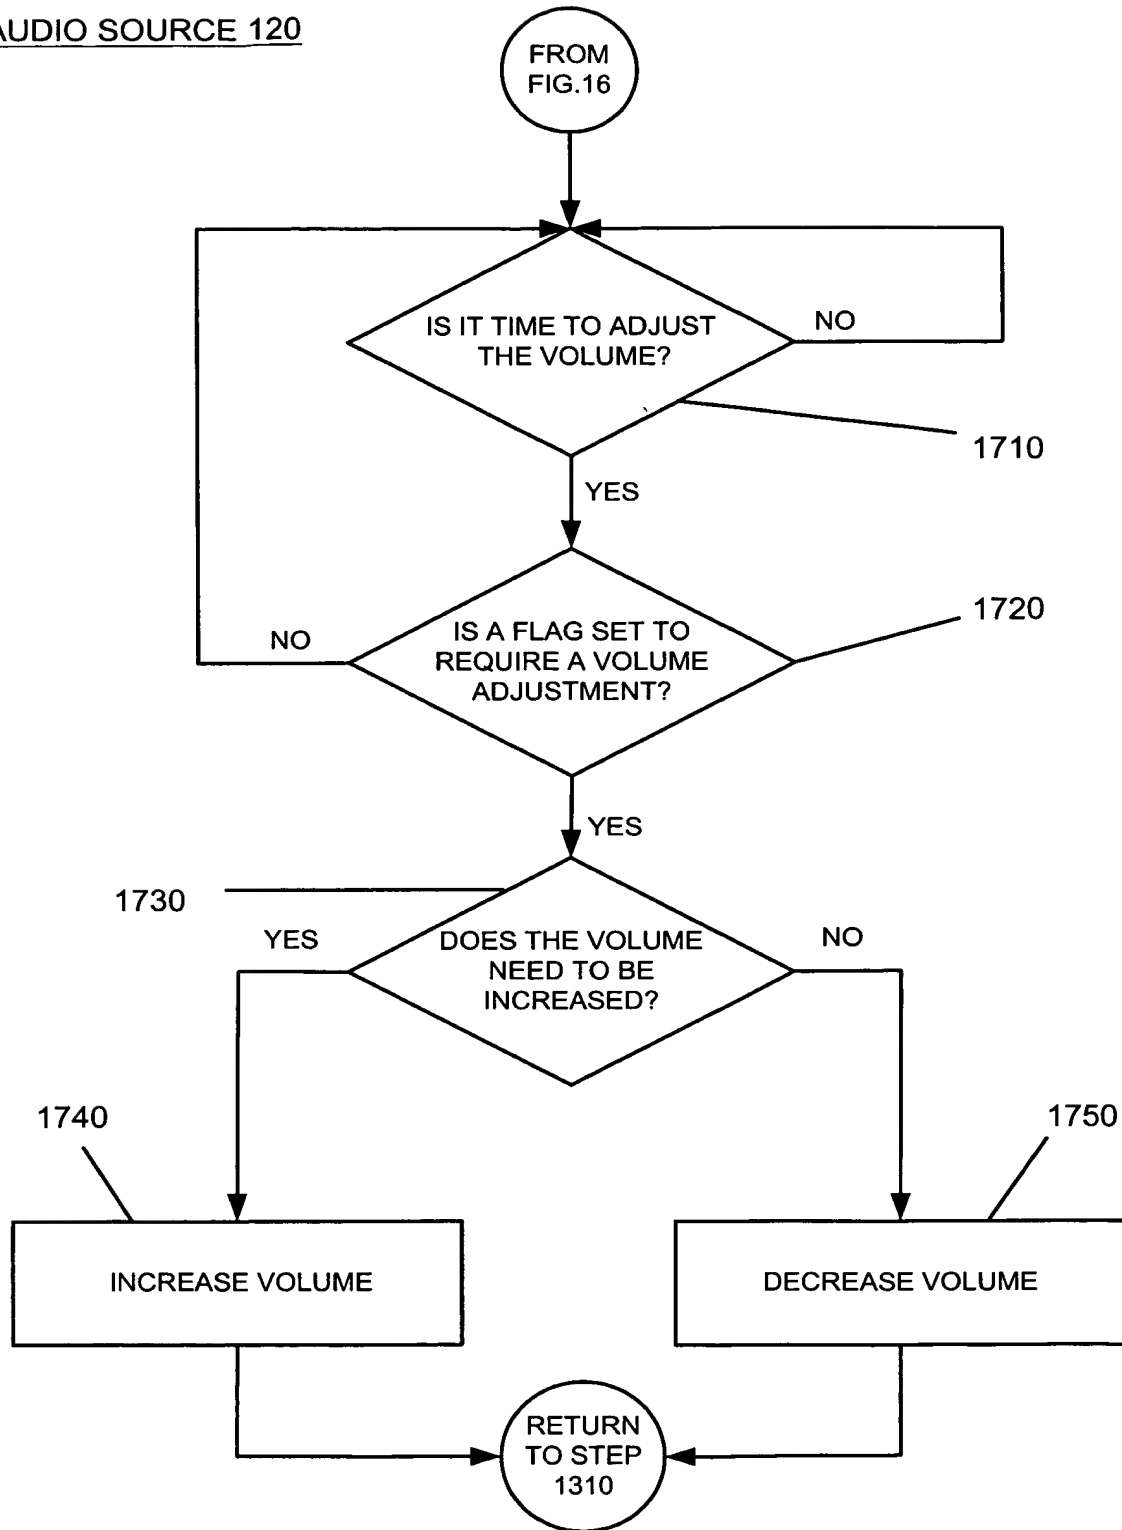 AUDIO SOURCE 120
FROM
FIG.16
IS IT TIME TO ADJUST
THE VOLUME?
NO
1710
YES
IS A FLAG SET TO
REQUIRE A VOLUME
ADJUSTMENT?
NO
1720
YES
1730
YES
DOES THE VOLUME
NEED TO BE
INCREASED?
NO
1740
1750
INCREASE VOLUME
DECREASE VOLUME
RETURN
TO STEP
1310